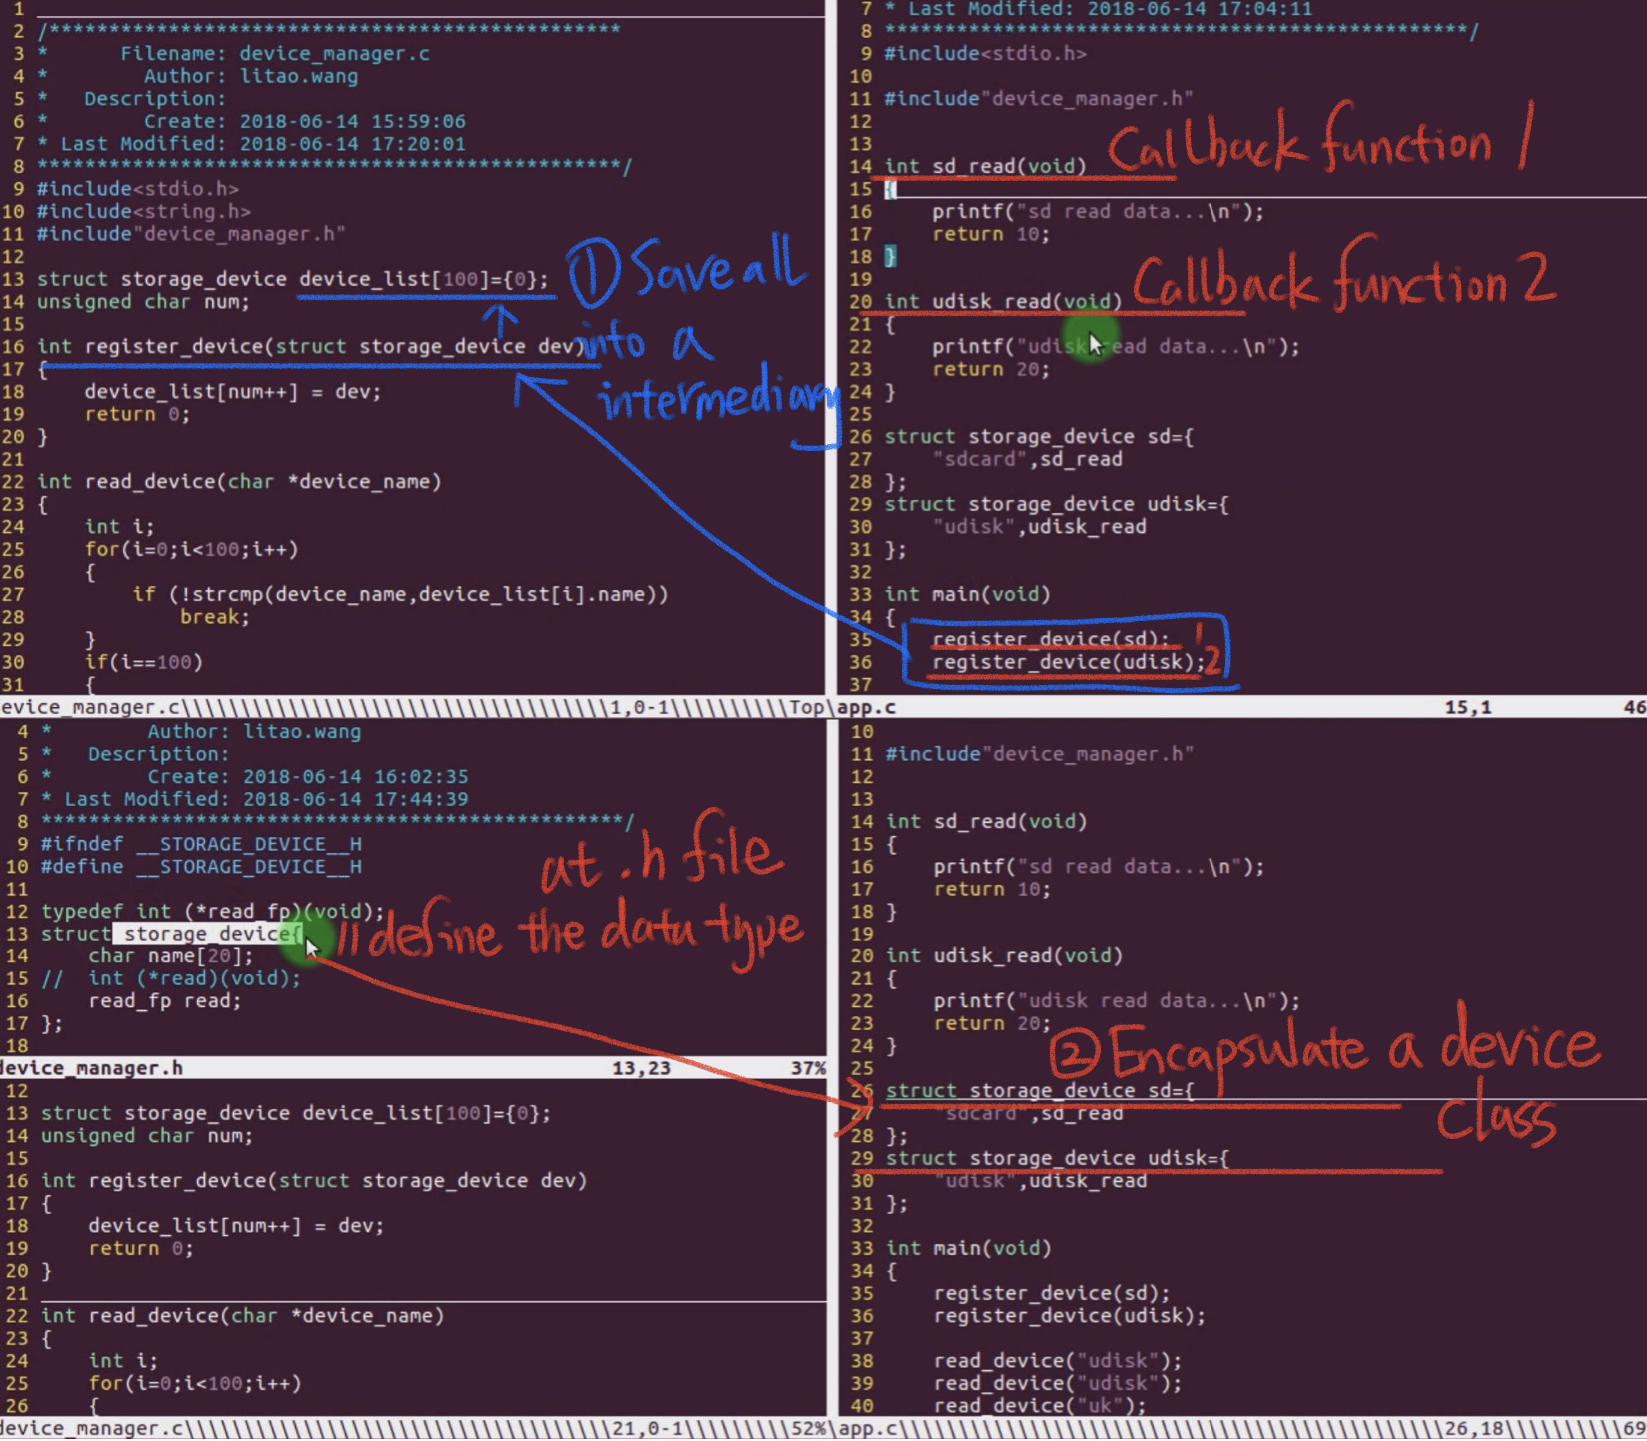 1
2 /************************************************
3 *      Filename: device_manager.c
4 *        Author: litao.wang
5 *   Description:
6 *        Create: 2018-06-14 15:59:06
7 * Last Modified: 2018-06-14 17:20:01
8 *************************************************/
9 #include<stdio.h>
10 #include<string.h>
11 #include"device_manager.h"
12
13 struct storage_device device_list[100]={0};
14 unsigned char num;
15
16 int register_device(struct storage_device dev)
17 {
18     device_list[num++] = dev;
19     return 0;
20 }
21
22 int read_device(char *device_name)
23 {
24     int i;
25     for(i=0;i<100;i++)
26     {
27         if (!strcmp(device_name,device_list[i].name))
28             break;
29     }
30     if(i==100)
31     {
① Save all
into a
intermediary
evice_manager.c\\\\\\\\\\\\\\\\\\\\\\\\\\\\\\\\\\\\1,0-1\\\\\\\\\\Top\app.c 15,1 46
7 * Last Modified: 2018-06-14 17:04:11
8 *************************************************/
9 #include<stdio.h>
10
11 #include"device_manager.h"
12
13
14 int sd_read(void)
Callback function 1
15 {
16     printf("sd read data...\n");
17     return 10;
18 }
19
20 int udisk_read(void)
Callback function 2
21 {
22     printf("udisk read data...\n");
23     return 20;
24 }
25
26 struct storage_device sd={
27     "sdcard",sd_read
28 };
29 struct storage_device udisk={
30     "udisk",udisk_read
31 };
32
33 int main(void)
34 {
35     register_device(sd); 1
36     register_device(udisk); 2
37
4 *        Author: litao.wang
5 *   Description:
6 *        Create: 2018-06-14 16:02:35
7 * Last Modified: 2018-06-14 17:44:39
8 *************************************************/
9 #ifndef __STORAGE_DEVICE__H
10 #define __STORAGE_DEVICE__H
11
12 typedef int (*read_fp)(void);
13 struct storage_device{
14     char name[20];
15 //  int (*read)(void);
16     read_fp read;
17 };
18
at .h file
// define the data type
device_manager.h 13,23 37%
12
13 struct storage_device device_list[100]={0};
14 unsigned char num;
15
16 int register_device(struct storage_device dev)
17 {
18     device_list[num++] = dev;
19     return 0;
20 }
21
22 int read_device(char *device_name)
23 {
24     int i;
25     for(i=0;i<100;i++)
26     {
device_manager.c\\\\\\\\\\\\\\\\\\\\\\\\\\\\\\\\\\\\21,0-1\\\\\\\\\52%\app.c\\\\\\\\\\\\\\\\\\\\\\\\\\\\\\\\\\\\\\\\\\\\\\26,18\\\\\\\\\\69
10
11 #include"device_manager.h"
12
13
14 int sd_read(void)
15 {
16     printf("sd read data...\n");
17     return 10;
18 }
19
20 int udisk_read(void)
21 {
22     printf("udisk read data...\n");
23     return 20;
24 }
② Encapsulate a device
class
25
26 struct storage_device sd={
27     "sdcard",sd_read
28 };
29 struct storage_device udisk={
30     "udisk",udisk_read
31 };
32
33 int main(void)
34 {
35     register_device(sd);
36     register_device(udisk);
37
38     read_device("udisk");
39     read_device("udisk");
40     read_device("uk");